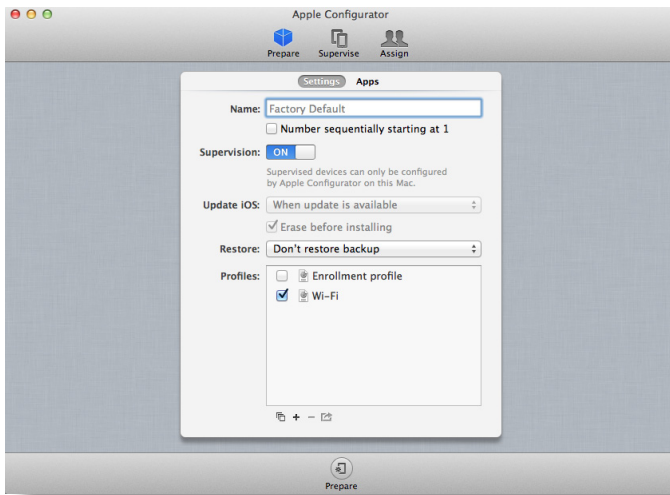 Apple Configurator
Prepare Supervise Assign
Settings Apps
Name: Factory Default
Number sequentially starting at 1
Supervision: ON
Supervised devices can only be configured
by Apple Configurator on this Mac.
Update iOS: When update is available
Erase before installing
Restore: Don't restore backup
Profiles: Enrollment profile
Wi-Fi
Prepare